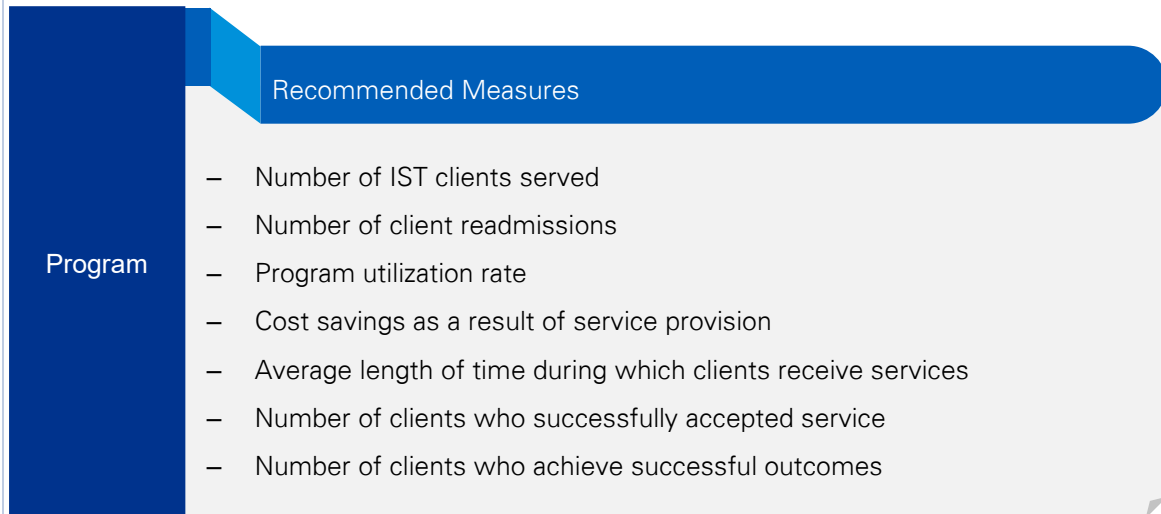 Recommended Measures
Program
– Number of IST clients served
– Number of client readmissions
– Program utilization rate
– Cost savings as a result of service provision
– Average length of time during which clients receive services
– Number of clients who successfully accepted service
– Number of clients who achieve successful outcomes